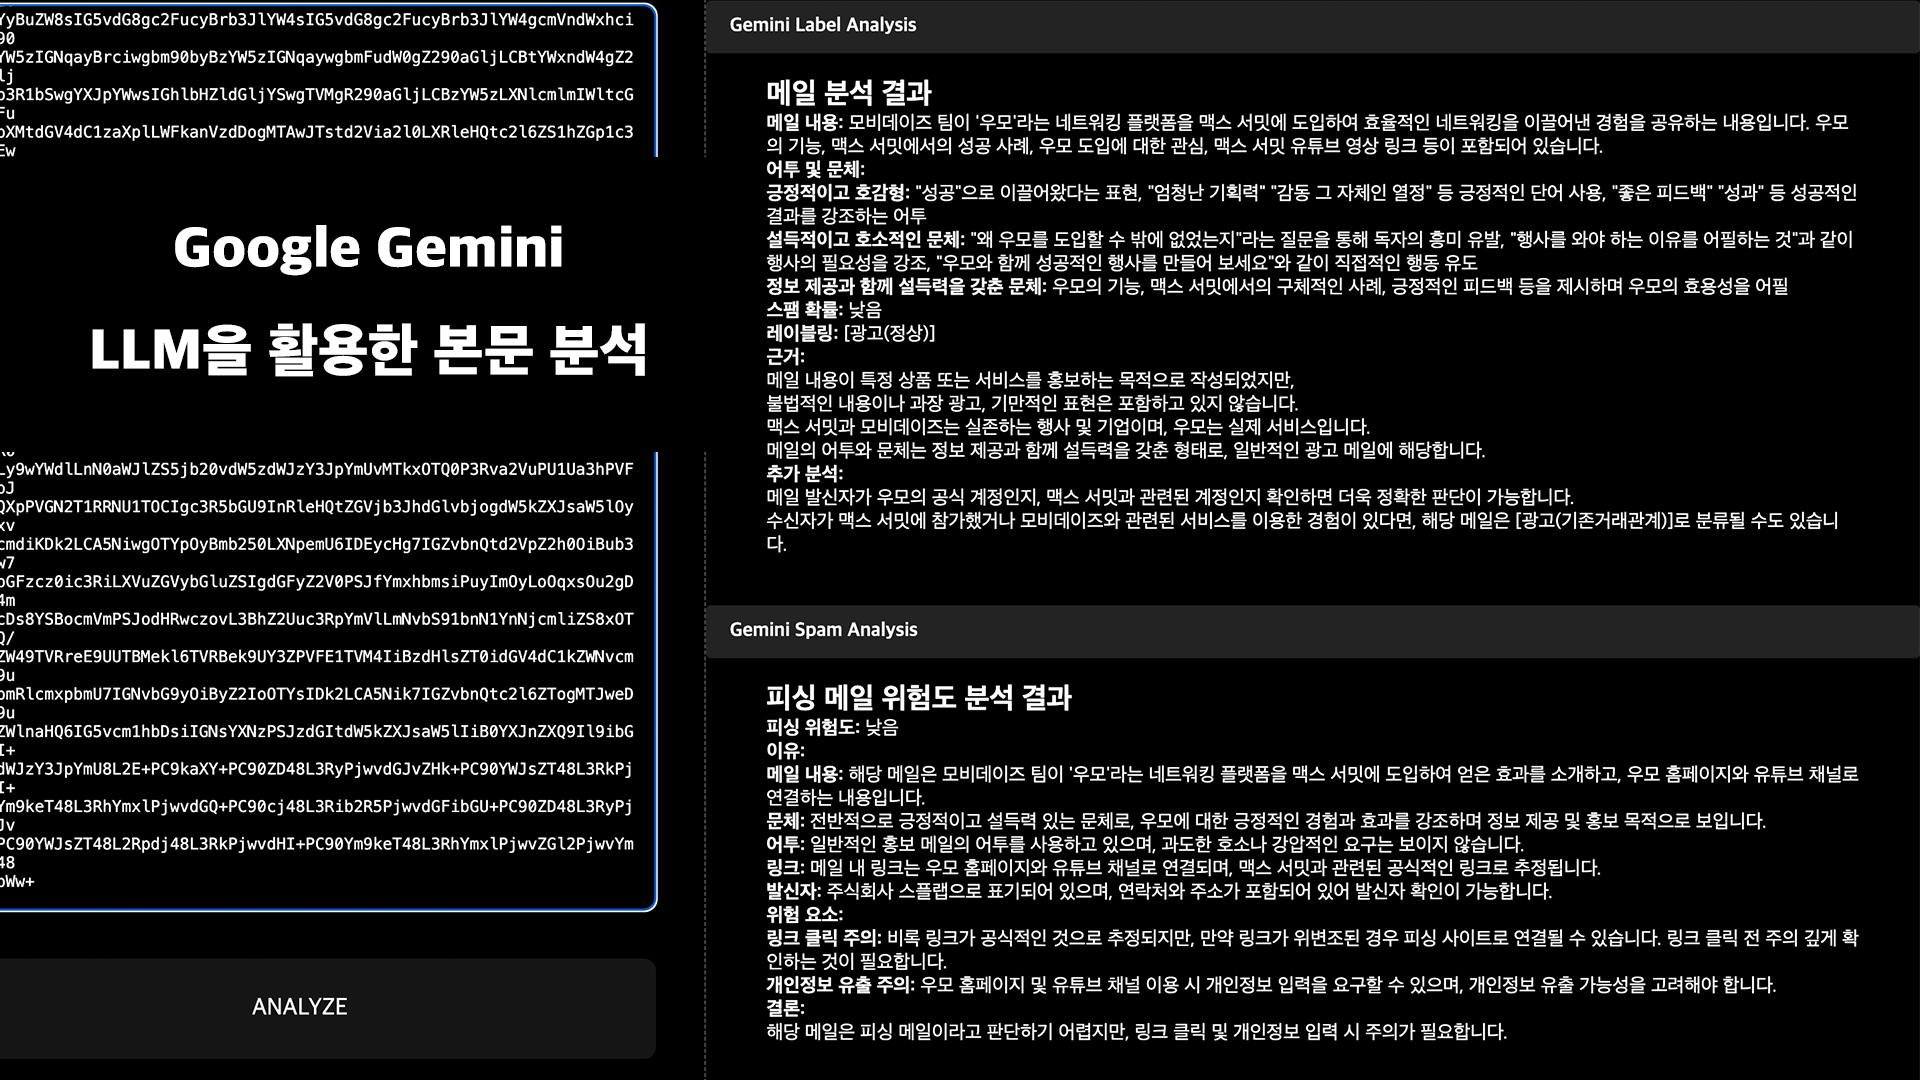 YyBuZW8sIG5vdG8gc2FucyBrb3JlYW4sIG5vdG8gc2FucyBrb3JlYW4gcmVndWxhci
90
YW5zIGNqayBrciwgbm90byBzYW5zIGNqaywgbmFudW0gZ290aGljLCBtYWxndW4gZ2
lj
b3R1bSwgYXJpYWwsIGhlbHZldGljYSwgTVMgR290aGljLCBzYW5zLXNlcmlmIWltcG
Fu
bXMtdGV4dC1zaXplLWFkanVzdDogMTAwJTstd2Via2l0LXRleHQtc2l6ZS1hZGp1c3
Ew
Google Gemini
LLM을 활용한 본문 분석
Ly9wYWdlLnN0aWJlZS5jb20vdW5zdWJzY3JpYmUvMTkxOTQ0P3Rva2VuPU1Ua3hPVF
bJ
QXpPVGN2T1RRNU1TOCIgc3R5bGU9InRleHQtZGVjb3JhdGlvbjogdW5kZXJsaW5lOy
xv
cmdiKDk2LCA5NiwgOTYpOyBmb250LXNpemU6IDEycHg7IGZvbnQtd2VpZ2h0OiBub3
w7
bGFzcz0ic3RiLXVuZGVybGluZSIgdGFyZ2V0PSJfYmxhbmsiPuyImOyLoOqxsOu2gD
4m
cDs8YSBocmVmPSJodHRwczovL3BhZ2Uuc3RpYmVlLmNvbS91bnN1YnNjcmliZS8xOT
Q/
ZW49TVRreE9UUTBMekl6TVRBek9UY3ZPVFE1TVM4IiBzdHlsZT0idGV4dC1kZWNvcm
9u
bmRlcmxpbmU7IGNvbG9yOiByZ2IoOTYsIDk2LCA5Nik7IGZvbnQtc2l6ZTogMTJweD
9u
ZWlnaHQ6IG5vcm1hbDsiIGNsYXNzPSJzdGItdW5kZXJsaW5lIiB0YXJnZXQ9Il9ibG
I+
dWJzY3JpYmU8L2E+PC9kaXY+PC90ZD48L3RyPjwvdGJvZHk+PC90YWJsZT48L3RkPj
I+
Ym9keT48L3RhYmxlPjwvdGQ+PC90cj48L3Rib2R5PjwvdGFibGU+PC90ZD48L3RyPj
Jv
PC90YWJsZT48L2Rpdj48L3RkPjwvdHI+PC90Ym9keT48L3RhYmxlPjwvZGl2PjwvYm
48
bWw+
ANALYZE
Gemini Label Analysis
메일 분석 결과
메일 내용: 모비데이즈 팀이 '우모'라는 네트워킹 플랫폼을 맥스 서밋에 도입하여 효율적인 네트워킹을 이끌어낸 경험을 공유하는 내용입니다. 우모
의 기능, 맥스 서밋에서의 성공 사례, 우모 도입에 대한 관심, 맥스 서밋 유튜브 영상 링크 등이 포함되어 있습니다.
어투 및 문체:
긍정적이고 호감형: "성공"으로 이끌어왔다는 표현, "엄청난 기획력" "감동 그 자체인 열정" 등 긍정적인 단어 사용, "좋은 피드백" "성과" 등 성공적인
결과를 강조하는 어투
설득적이고 호소적인 문체: "왜 우모를 도입할 수 밖에 없었는지"라는 질문을 통해 독자의 흥미 유발, "행사를 와야 하는 이유를 어필하는 것"과 같이
행사의 필요성을 강조, "우모와 함께 성공적인 행사를 만들어 보세요"와 같이 직접적인 행동 유도
정보 제공과 함께 설득력을 갖춘 문체: 우모의 기능, 맥스 서밋에서의 구체적인 사례, 긍정적인 피드백 등을 제시하며 우모의 효용성을 어필
스팸 확률: 낮음
레이블링: [광고(정상)]
근거:
메일 내용이 특정 상품 또는 서비스를 홍보하는 목적으로 작성되었지만,
불법적인 내용이나 과장 광고, 기만적인 표현은 포함하고 있지 않습니다.
맥스 서밋과 모비데이즈는 실존하는 행사 및 기업이며, 우모는 실제 서비스입니다.
메일의 어투와 문체는 정보 제공과 함께 설득력을 갖춘 형태로, 일반적인 광고 메일에 해당합니다.
추가 분석:
메일 발신자가 우모의 공식 계정인지, 맥스 서밋과 관련된 계정인지 확인하면 더욱 정확한 판단이 가능합니다.
수신자가 맥스 서밋에 참가했거나 모비데이즈와 관련된 서비스를 이용한 경험이 있다면, 해당 메일은 [광고(기존거래관계)]로 분류될 수도 있습니
다.
Gemini Spam Analysis
피싱 메일 위험도 분석 결과
피싱 위험도: 낮음
이유:
메일 내용: 해당 메일은 모비데이즈 팀이 '우모'라는 네트워킹 플랫폼을 맥스 서밋에 도입하여 얻은 효과를 소개하고, 우모 홈페이지와 유튜브 채널로
연결하는 내용입니다.
문체: 전반적으로 긍정적이고 설득력 있는 문체로, 우모에 대한 긍정적인 경험과 효과를 강조하며 정보 제공 및 홍보 목적으로 보입니다.
어투: 일반적인 홍보 메일의 어투를 사용하고 있으며, 과도한 호소나 강압적인 요구는 보이지 않습니다.
링크: 메일 내 링크는 우모 홈페이지와 유튜브 채널로 연결되며, 맥스 서밋과 관련된 공식적인 링크로 추정됩니다.
발신자: 주식회사 스플랩으로 표기되어 있으며, 연락처와 주소가 포함되어 있어 발신자 확인이 가능합니다.
위험 요소:
링크 클릭 주의: 비록 링크가 공식적인 것으로 추정되지만, 만약 링크가 위변조된 경우 피싱 사이트로 연결될 수 있습니다. 링크 클릭 전 주의 깊게 확
인하는 것이 필요합니다.
개인정보 유출 주의: 우모 홈페이지 및 유튜브 채널 이용 시 개인정보 입력을 요구할 수 있으며, 개인정보 유출 가능성을 고려해야 합니다.
결론:
해당 메일은 피싱 메일이라고 판단하기 어렵지만, 링크 클릭 및 개인정보 입력 시 주의가 필요합니다.